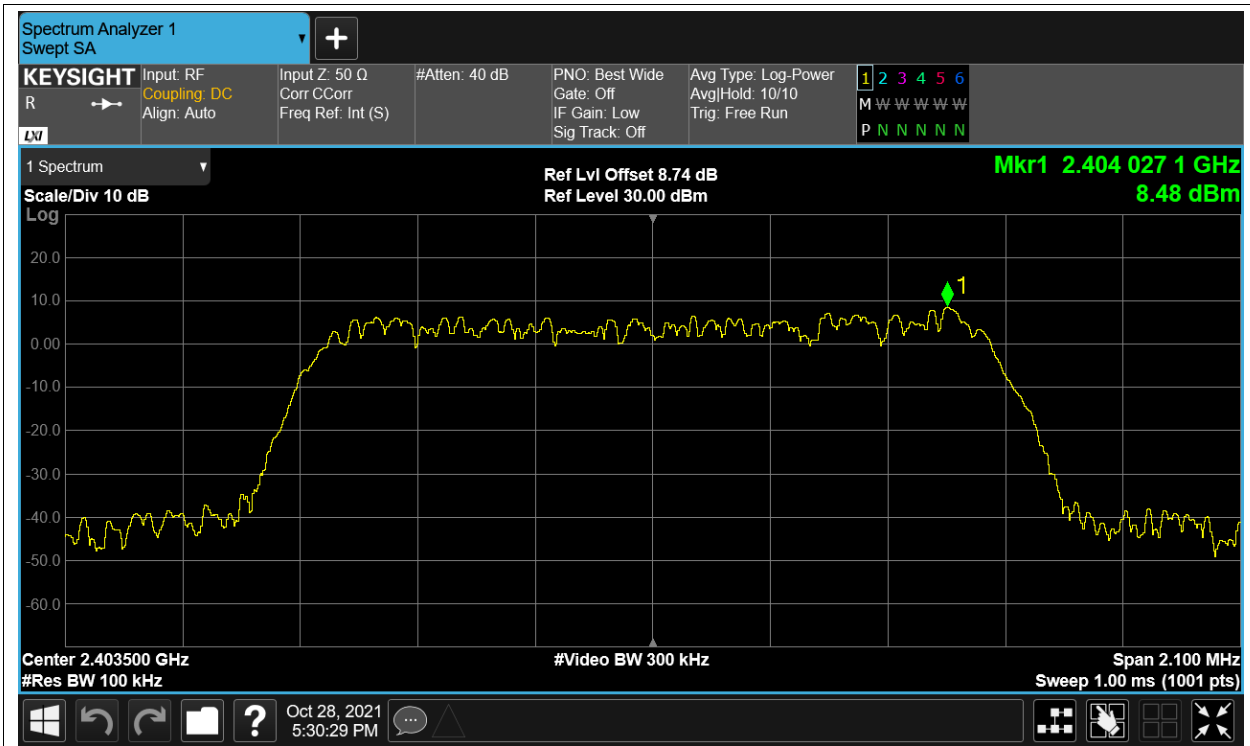 Spectrum Analyzer 1
Swept SA
KEYSIGHT
R
LXI
Input: RF
Coupling: DC
Align: Auto
Input Z: 50 Ω
Corr CCorr
Freq Ref: Int (S)
#Atten: 40 dB
PNO: Best Wide
Gate: Off
IF Gain: Low
Sig Track: Off
Avg Type: Log-Power
Avg|Hold: 10/10
Trig: Free Run
1 2 3 4 5 6
M W W W W W
P N N N N N
1 Spectrum
Scale/Div 10 dB
Ref Lvl Offset 8.74 dB
Ref Level 30.00 dBm
Mkr1 2.404 027 1 GHz
8.48 dBm
Log
20.0
10.0
0.00
-10.0
-20.0
-30.0
-40.0
-50.0
-60.0
1
Center 2.403500 GHz
#Res BW 100 kHz
#Video BW 300 kHz
Span 2.100 MHz
Sweep 1.00 ms (1001 pts)
?
Oct 28, 2021
5:30:29 PM